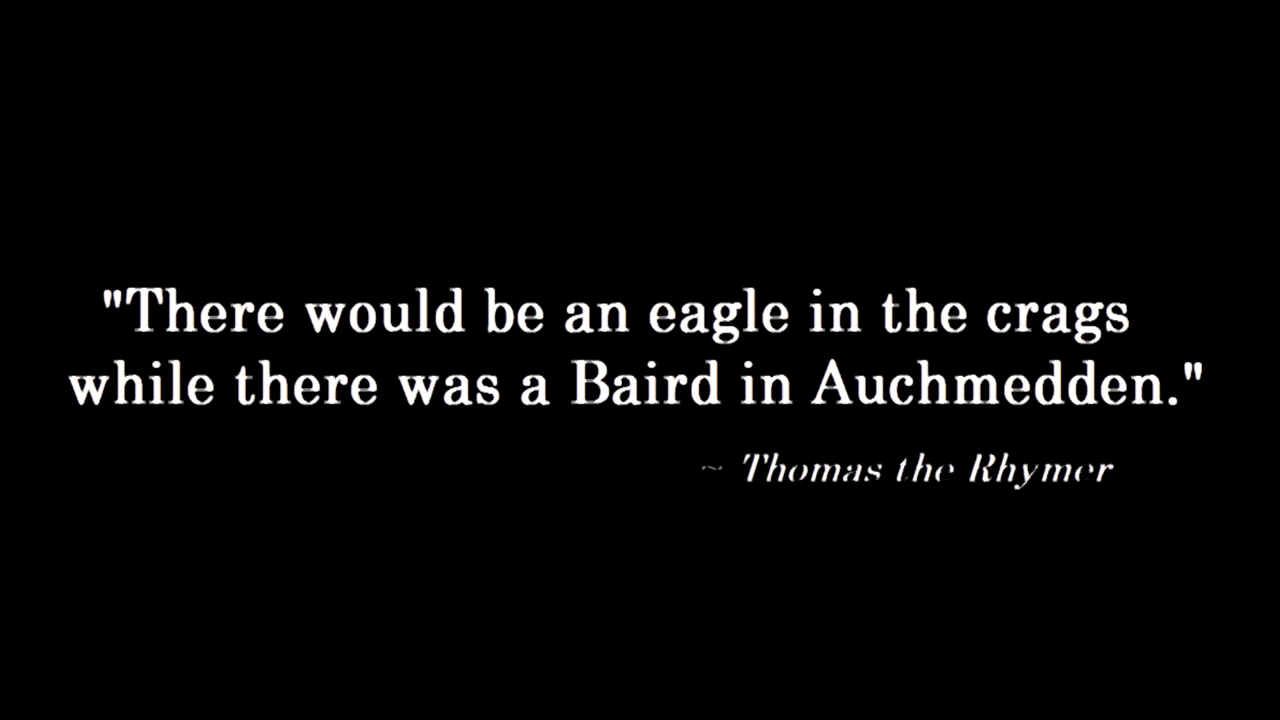 "There would be an eagle in the crags
while there was a Baird in Auchmedden."
~ Thomas the Rhymer